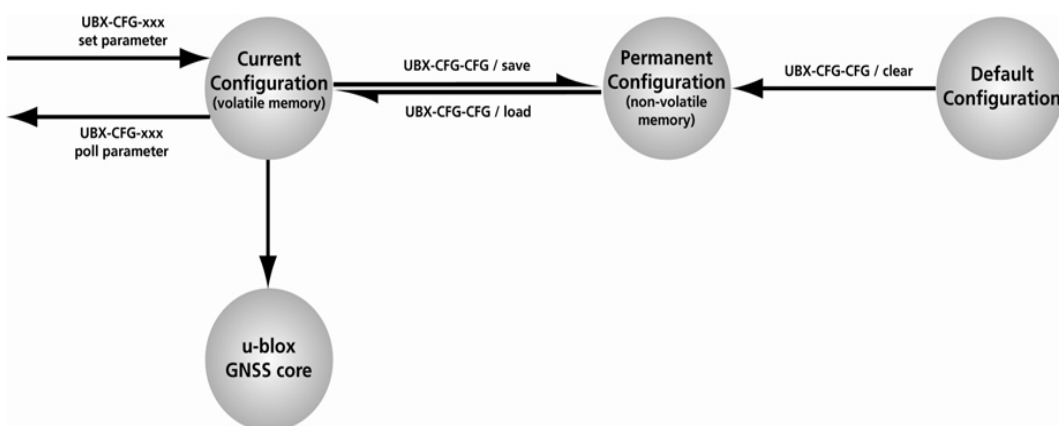 UBX-CFG-xxx
set parameter
UBX-CFG-xxx
poll parameter
Current
Configuration
(volatile memory)
UBX-CFG-CFG / save
UBX-CFG-CFG / load
Permanent
Configuration
(non-volatile
memory)
UBX-CFG-CFG / clear
Default
Configuration
u-blox
GNSS core